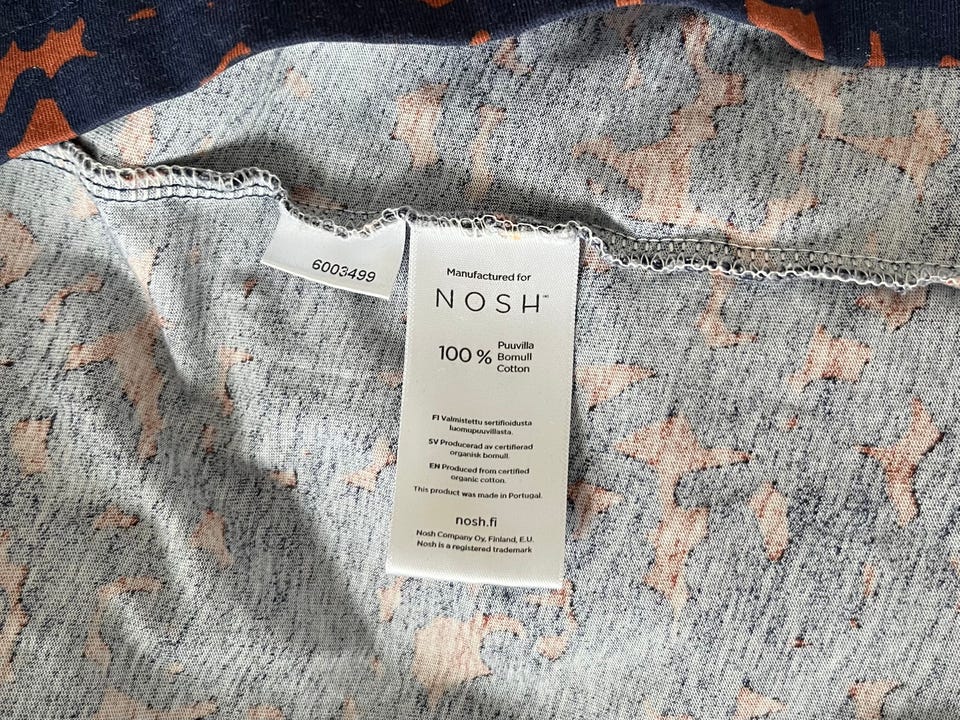 6003499
Manufactured for
NOSH™
100 %
Puuvilla
Bomull
Cotton
FI Valmistettu sertifioidusta
luomupuuvillasta.
SV Producerad av certifierad
organisk bomull.
EN Produced from certified
organic cotton.
This product was made in Portugal.
nosh.fi
Nosh Company Oy, Finland, E.U.
Nosh is a registered trademark